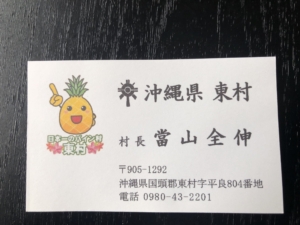 日本一のパイン村
東村
沖縄県 東村
村長 當山全伸
〒905-1292
沖縄県国頭郡東村字平良804番地
電話 0980-43-2201